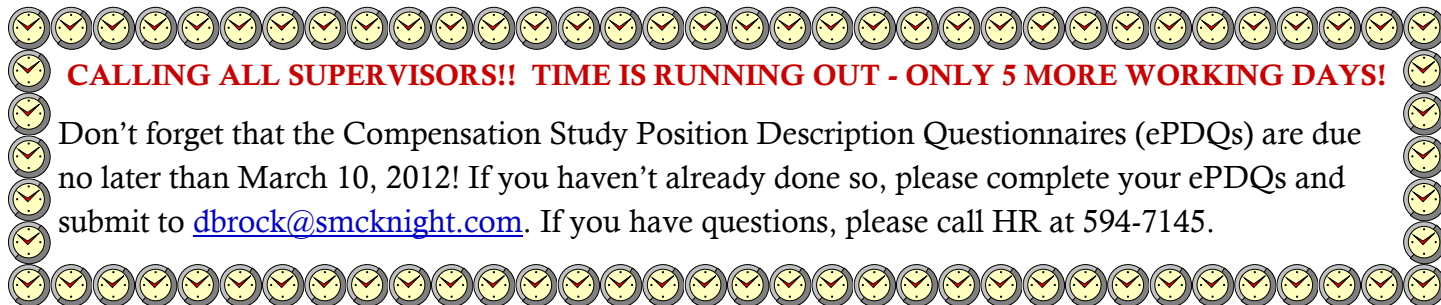 CALLING ALL SUPERVISORS!! TIME IS RUNNING OUT - ONLY 5 MORE WORKING DAYS!
Don’t forget that the Compensation Study Position Description Questionnaires (ePDQs) are due
no later than March 10, 2012! If you haven’t already done so, please complete your ePDQs and
submit to dbrock@smcknight.com. If you have questions, please call HR at 594-7145.